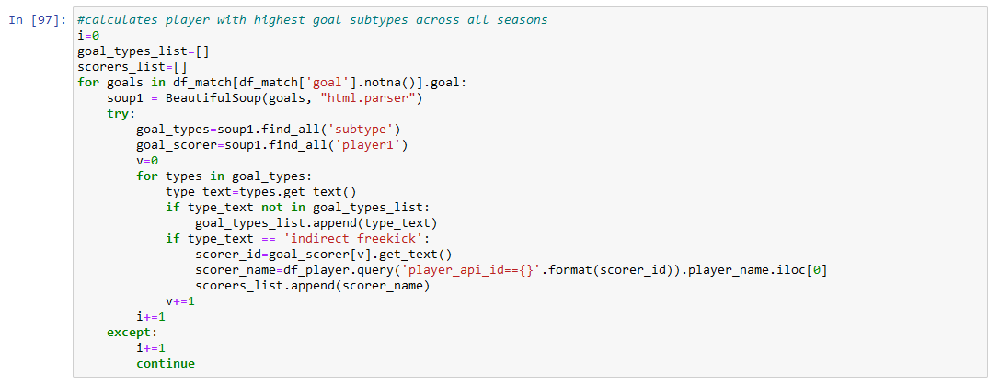 In [97]: #calculates player with highest goal subtypes across all seasons
i=0
goal_types_list=[]
scorers_list=[]
for goals in df_match[df_match['goal'].notna()].goal:
    soup1 = BeautifulSoup(goals, "html.parser")
    try:
        goal_types=soup1.find_all('subtype')
        goal_scorer=soup1.find_all('player1')
        v=0
        for types in goal_types:
            type_text=types.get_text()
            if type_text not in goal_types_list:
                goal_types_list.append(type_text)
            if type_text == 'indirect freekick':
                scorer_id=goal_scorer[v].get_text()
                scorer_name=df_player.query('player_api_id=={}'.format(scorer_id)).player_name.iloc[0]
                scorers_list.append(scorer_name)
            v+=1
        i+=1
    except:
        i+=1
        continue